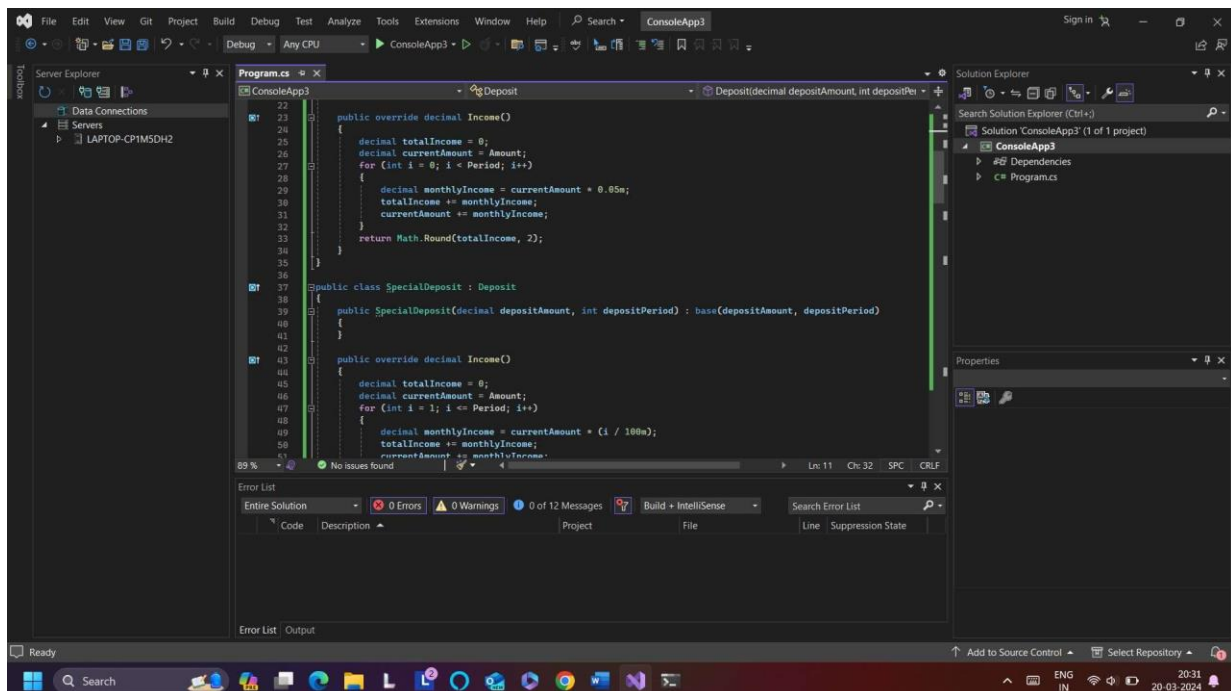 File Edit View Git Project Build Debug Test Analyze Tools Extensions Window Help Search ConsoleApp3 Sign in
Debug Any CPU ConsoleApp3
Toolbox
Server Explorer
Data Connections
Servers
LAPTOP-CP1M5DH2
Program.cs
ConsoleApp3 Deposit Deposit(decimal depositAmount, int depositPer
22
23 public override decimal Income()
24 {
25 decimal totalIncome = 0;
26 decimal currentAmount = Amount;
27 for (int i = 0; i < Period; i++)
28 {
29 decimal monthlyIncome = currentAmount * 0.05m;
30 totalIncome += monthlyIncome;
31 currentAmount += monthlyIncome;
32 }
33 return Math.Round(totalIncome, 2);
34 }
35 }
36
37 public class SpecialDeposit : Deposit
38 {
39 public SpecialDeposit(decimal depositAmount, int depositPeriod) : base(depositAmount, depositPeriod)
40 {
41 }
42
43 public override decimal Income()
44 {
45 decimal totalIncome = 0;
46 decimal currentAmount = Amount;
47 for (int i = 1; i <= Period; i++)
48 {
49 decimal monthlyIncome = currentAmount * (i / 100m);
50 totalIncome += monthlyIncome;
51 currentAmount += monthlyIncome;
89 % No issues found Ln: 11 Ch: 32 SPC CRLF
Error List
Entire Solution 0 Errors 0 Warnings 0 of 12 Messages Build + IntelliSense Search Error List
Code Description Project File Line Suppression State
Error List Output
Solution Explorer
Search Solution Explorer (Ctrl+;)
Solution 'ConsoleApp3' (1 of 1 project)
ConsoleApp3
Dependencies
C# Program.cs
Properties
Ready Add to Source Control Select Repository 1
Search L L 2 ENG IN 20:31 20-03-2024